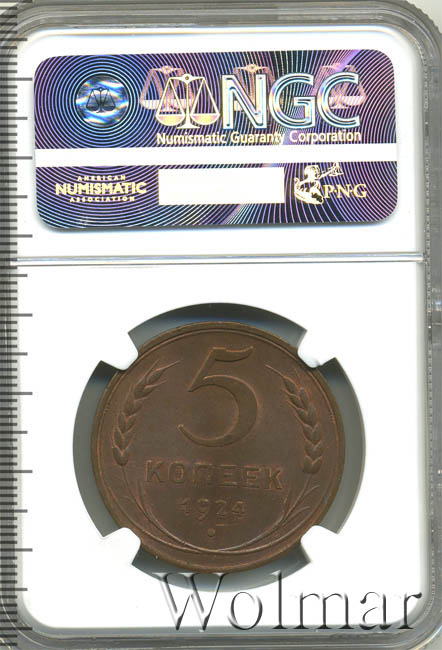 NGC
Numismatic Guaranty Corporation
AMERICAN
NUMISMATIC
ASSOCIATION
PNG
5
КОПЕЕК
1924
Wolmar